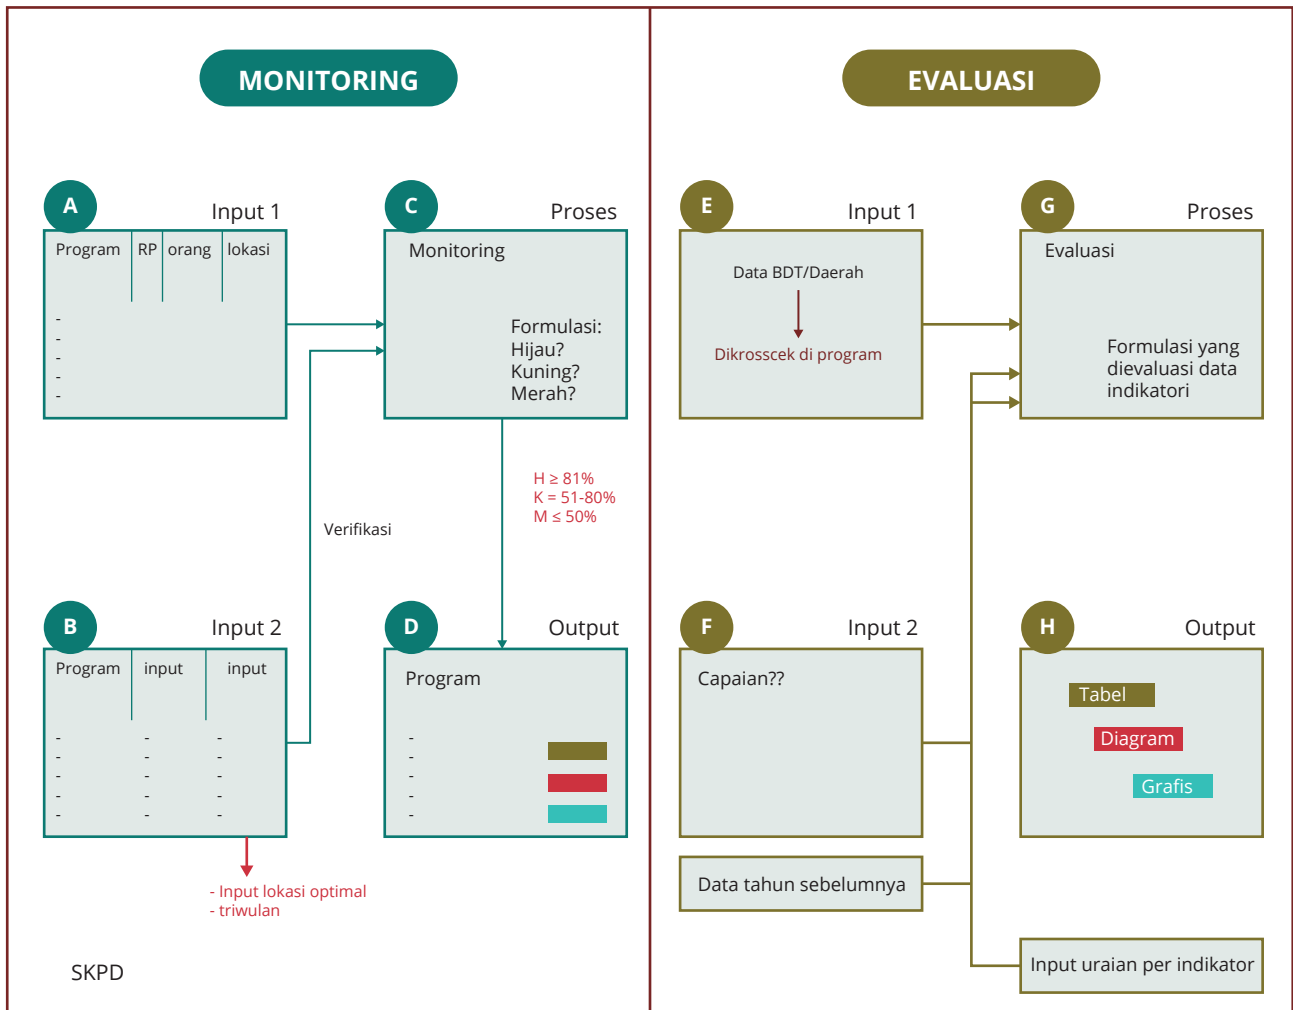 MONITORING
A
Input 1
Program RP orang lokasi
-
-
-
-
-
C
Proses
Monitoring
Formulasi:
Hijau?
Kuning?
Merah?
H ≥ 81%
K = 51-80%
M ≤ 50%
Verifikasi
B
Input 2
Program input input
- - -
- - -
- - -
- - -
- - -
- Input lokasi optimal
- triwulan
SKPD
D
Output
Program
-
-
-
-
-
EVALUASI
E
Input 1
Data BDT/Daerah
Dikrosscek di program
G
Proses
Evaluasi
Formulasi yang
dievaluasi data
indikatori
F
Input 2
Capaian??
Data tahun sebelumnya
H
Output
Tabel
Diagram
Grafis
Input uraian per indikator